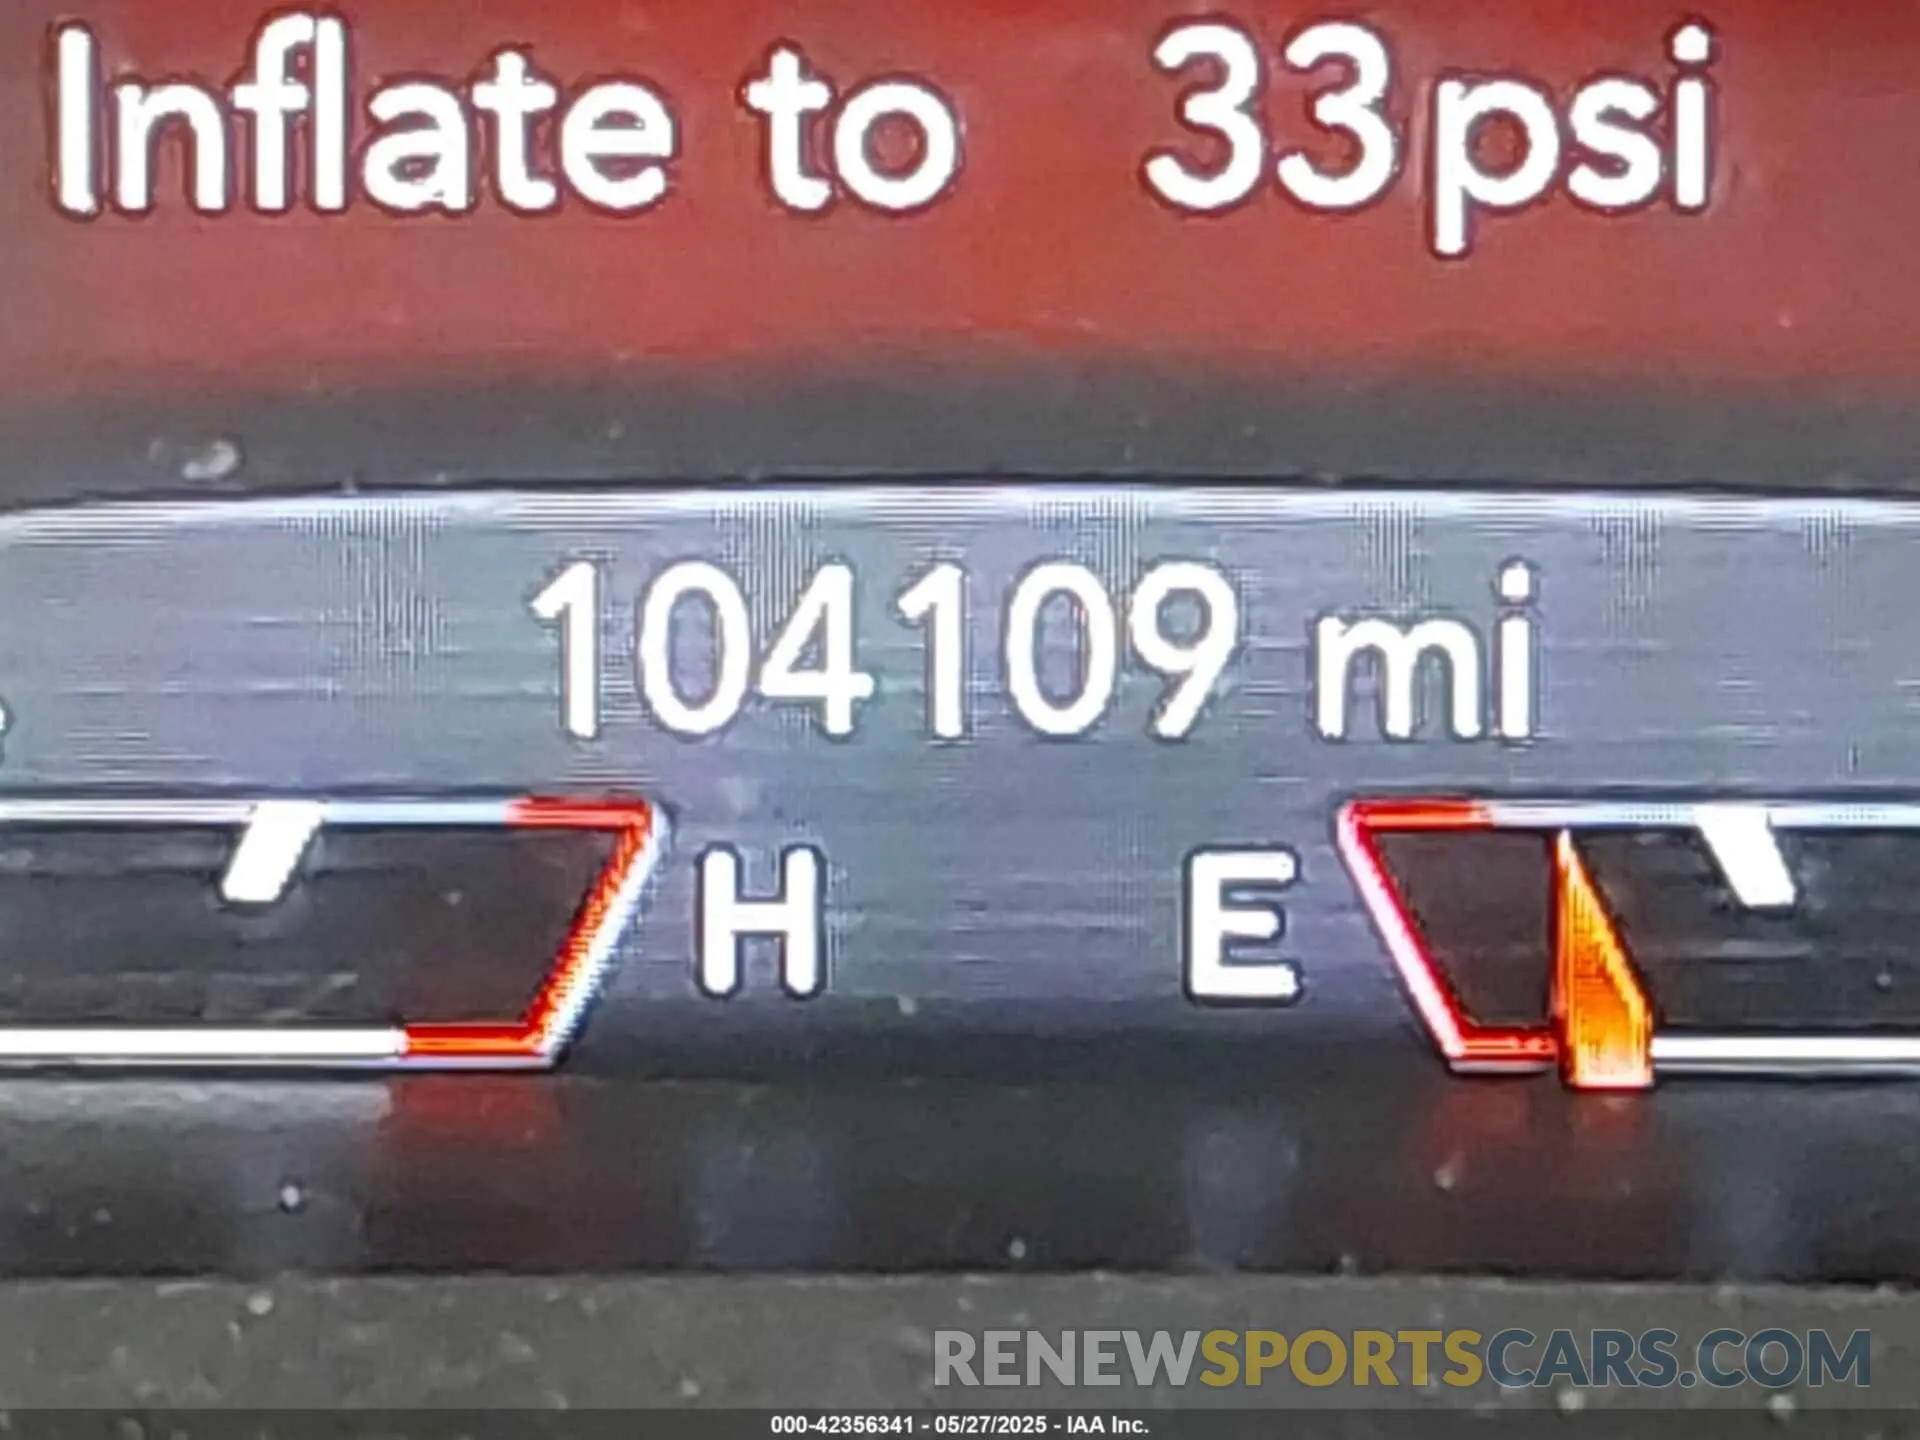 Inflate to 33psi
104109 mi
H E
RENEWSPORTSCARS.COM
000-42356341 - 05/27/2025 - IAA Inc.